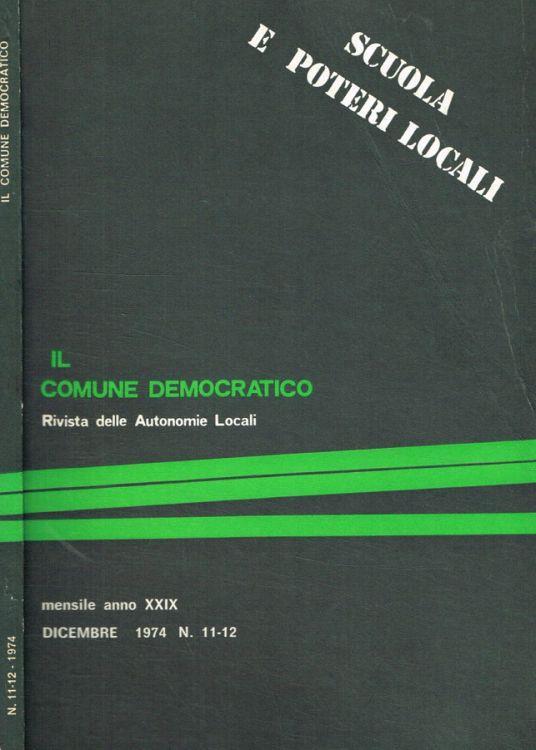 IL COMUNE DEMOCRATICO
N. 11-12 - 1974
SCUOLA
E POTERI LOCALI
IL
COMUNE DEMOCRATICO
Rivista delle Autonomie Locali
mensile anno XXIX
DICEMBRE 1974 N. 11-12